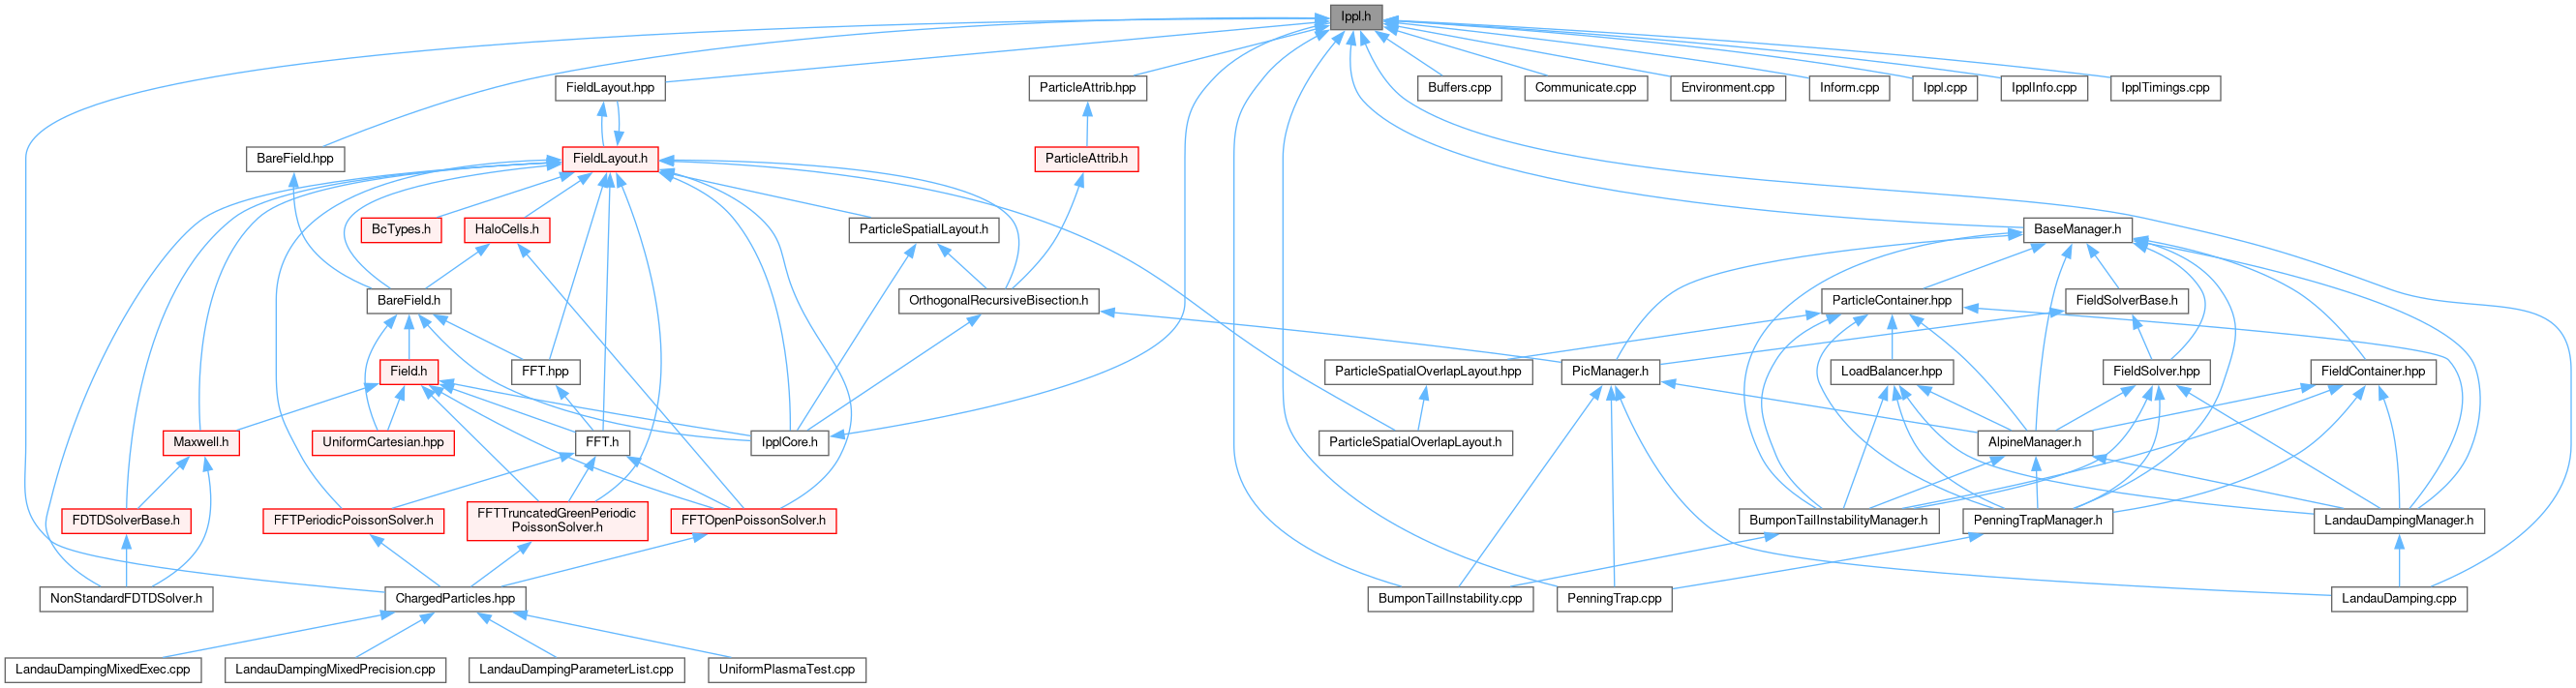 Ippl.h
FieldLayout.hpp
ParticleAttrib.hpp
Buffers.cpp
Communicate.cpp
Environment.cpp
Inform.cpp
Ippl.cpp
IpplInfo.cpp
IpplTimings.cpp
BareField.hpp
FieldLayout.h
ParticleAttrib.h
BcTypes.h
HaloCells.h
ParticleSpatialLayout.h
BaseManager.h
BareField.h
OrthogonalRecursiveBisection.h
ParticleContainer.hpp
FieldSolverBase.h
Field.h
FFT.hpp
ParticleSpatialOverlapLayout.hpp
PicManager.h
LoadBalancer.hpp
FieldSolver.hpp
FieldContainer.hpp
Maxwell.h
UniformCartesian.hpp
FFT.h
IpplCore.h
ParticleSpatialOverlapLayout.h
AlpineManager.h
FDTDSolverBase.h
FFTPeriodicPoissonSolver.h
FFTTruncatedGreenPeriodic
PoissonSolver.h
FFTOpenPoissonSolver.h
BumponTailInstabilityManager.h
PenningTrapManager.h
LandauDampingManager.h
NonStandardFDTDSolver.h
ChargedParticles.hpp
BumponTailInstability.cpp
PenningTrap.cpp
LandauDamping.cpp
LandauDampingMixedExec.cpp
LandauDampingMixedPrecision.cpp
LandauDampingParameterList.cpp
UniformPlasmaTest.cpp